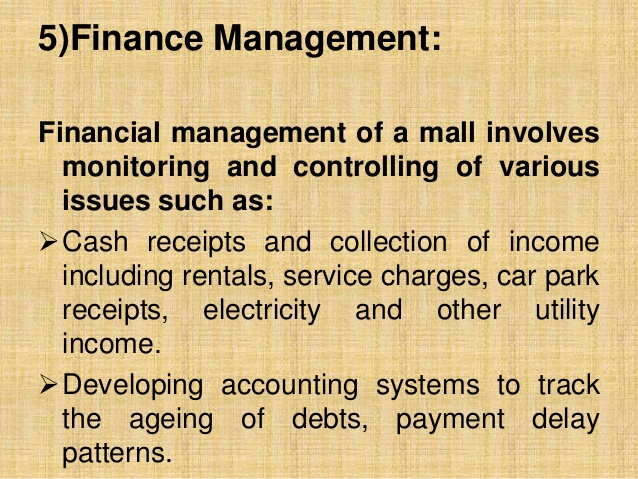 5)Finance Management:
Financial management of a mall involves
monitoring and controlling of various
issues such as:
➢Cash receipts and collection of income
including rentals, service charges, car park
receipts, electricity and other utility
income.
➢Developing accounting systems to track
the ageing of debts, payment delay
patterns.